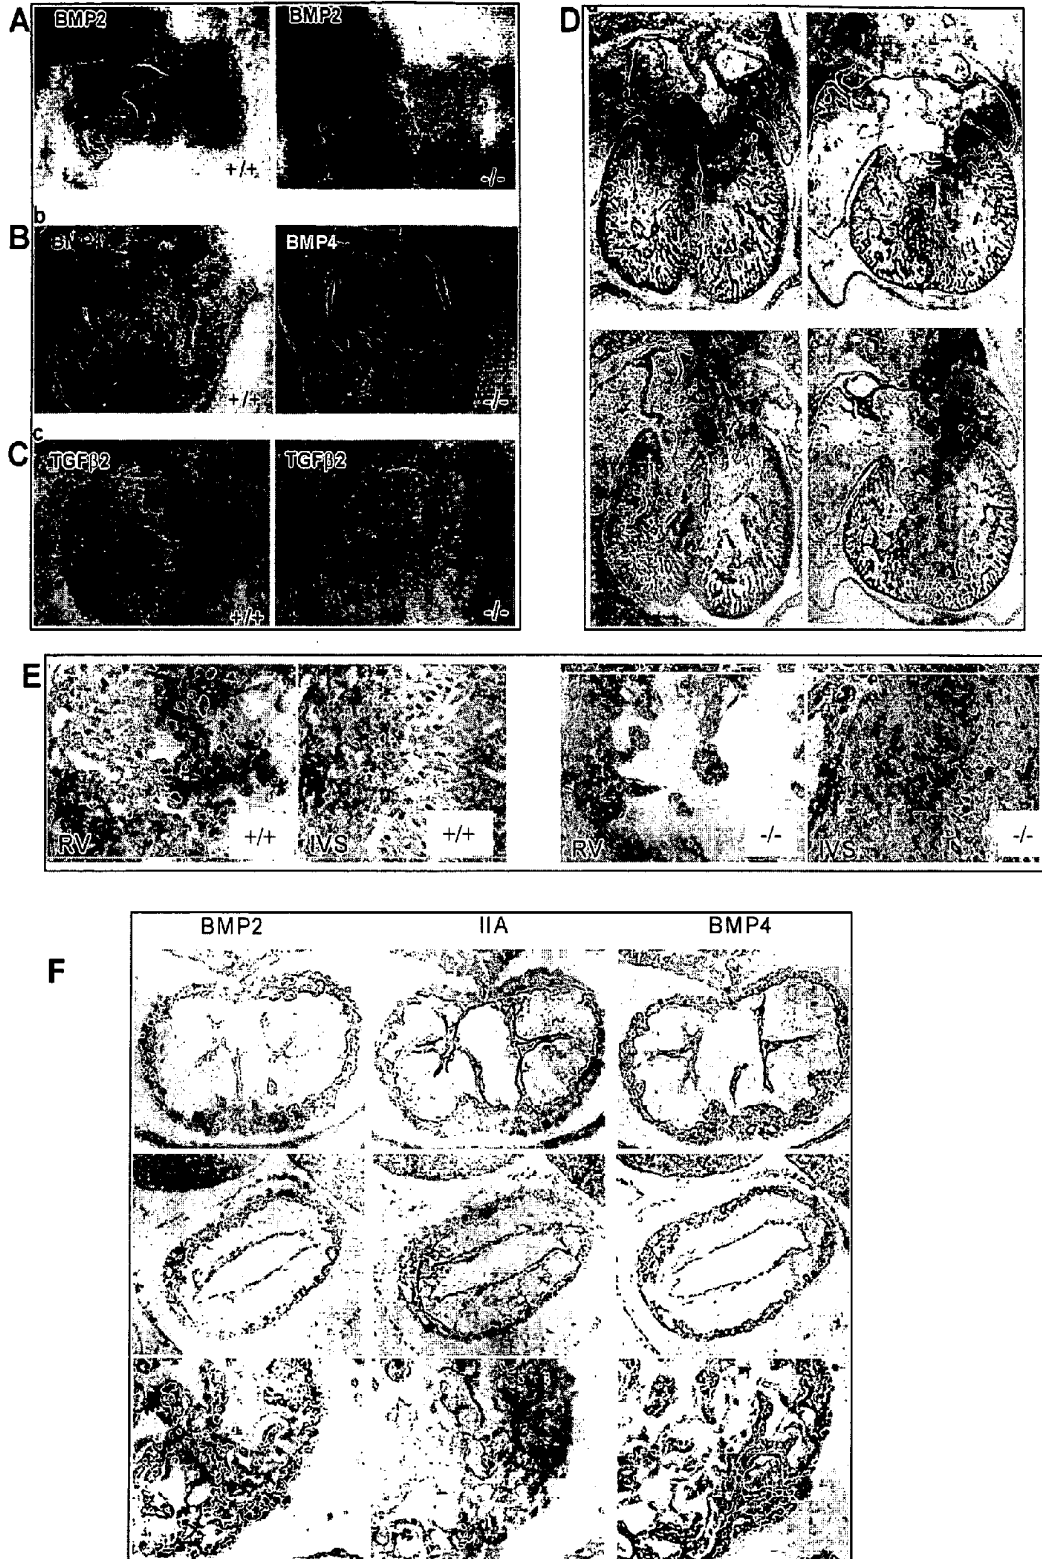 A
BMP2
BMP2
+/+
-/-
b
B
BMP4
+/+
-/-
c
C
TGFβ2
TGFβ2
+/+
-/-
D
E
RV
+/+
IVS
+/+
RV
-/-
IVS
-/-
BMP2
IIA
BMP4
F